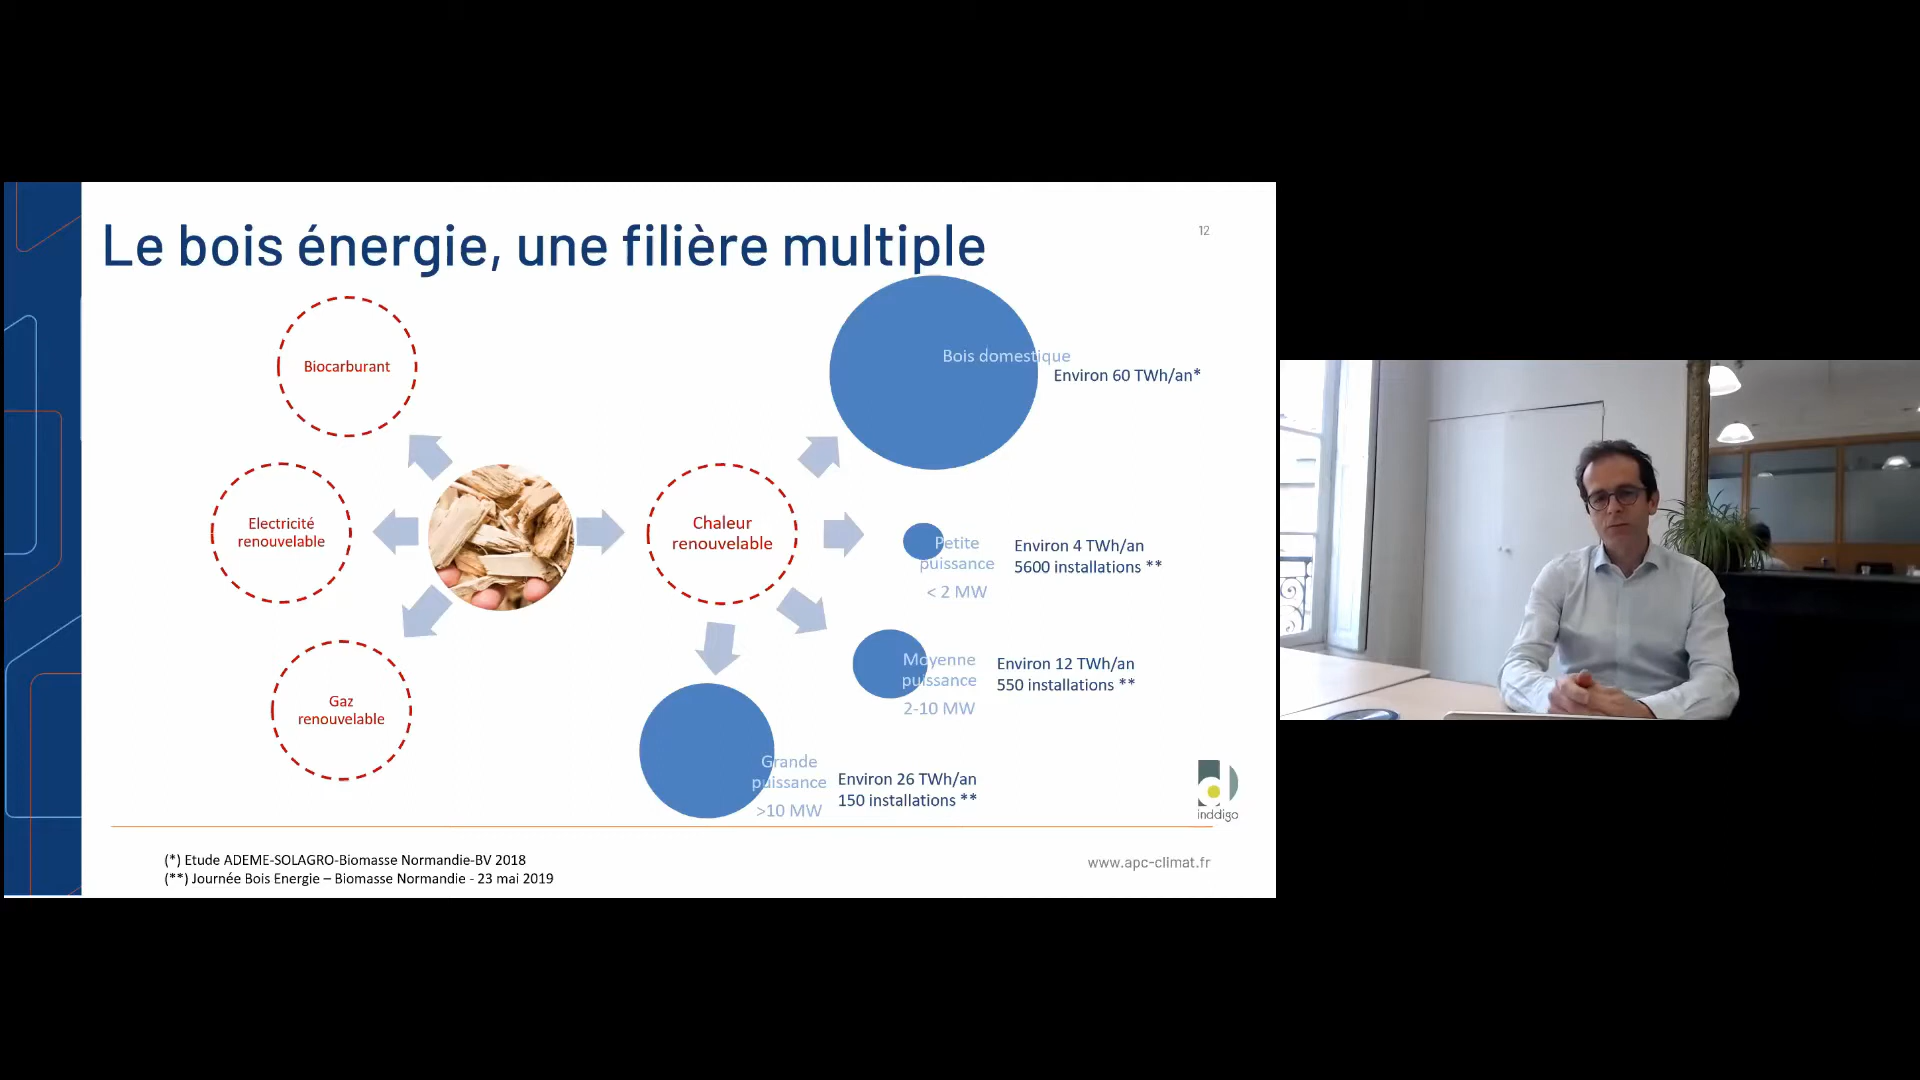 Le bois énergie, une filière multiple
12
Biocarburant
Electricité
renouvelable
Gaz
renouvelable
Chaleur
renouvelable
Bois domestique
Environ 60 TWh/an*
Petite
puissance
< 2 MW
Environ 4 TWh/an
5600 installations **
Moyenne
puissance
2-10 MW
Environ 12 TWh/an
550 installations **
Grande
puissance
>10 MW
Environ 26 TWh/an
150 installations **
inddigo
(*) Etude ADEME-SOLAGRO-Biomasse Normandie-BV 2018
(**) Journée Bois Energie – Biomasse Normandie - 23 mai 2019
www.apc-climat.fr